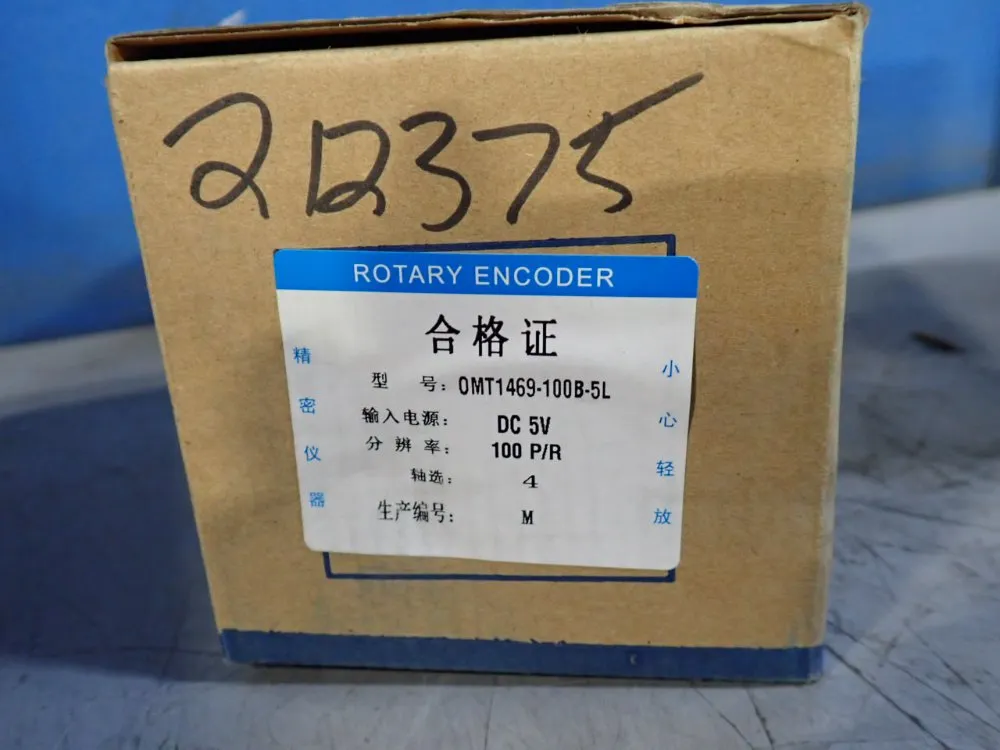 212375
ROTARY ENCODER
合格证
型号: OMT1469-100B-5L
输入电源: DC 5V
分辨率: 100 P/R
轴选: 4
生产编号: M
精密仪器
小心轻放